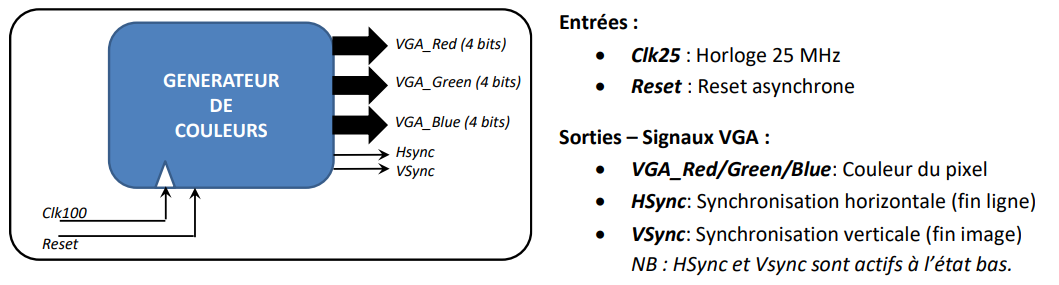 GENERATEUR
DE
COULEURS
VGA_Red (4 bits)
VGA_Green (4 bits)
VGA_Blue (4 bits)
Hsync
VSync
Clk100
Reset
Entrées :
• Clk25 : Horloge 25 MHz
• Reset : Reset asynchrone
Sorties – Signaux VGA :
• VGA_Red/Green/Blue: Couleur du pixel
• HSync: Synchronisation horizontale (fin ligne)
• VSync: Synchronisation verticale (fin image)
NB : HSync et Vsync sont actifs à l'état bas.